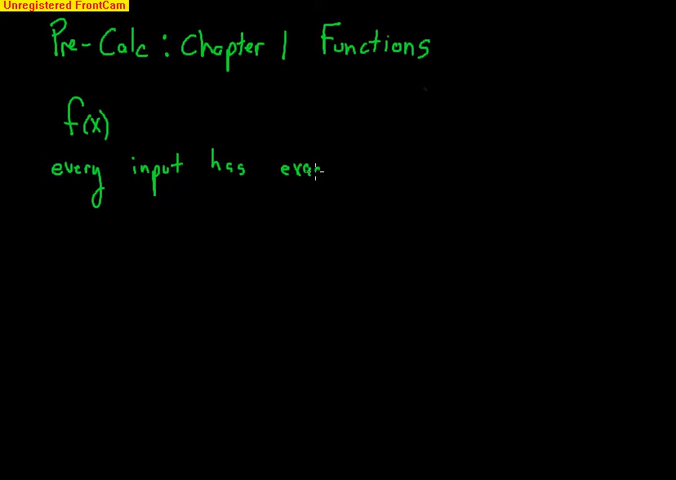 Unregistered FrontCam
Pre-Calc: Chapter 1 Functions
f(x)
every input has